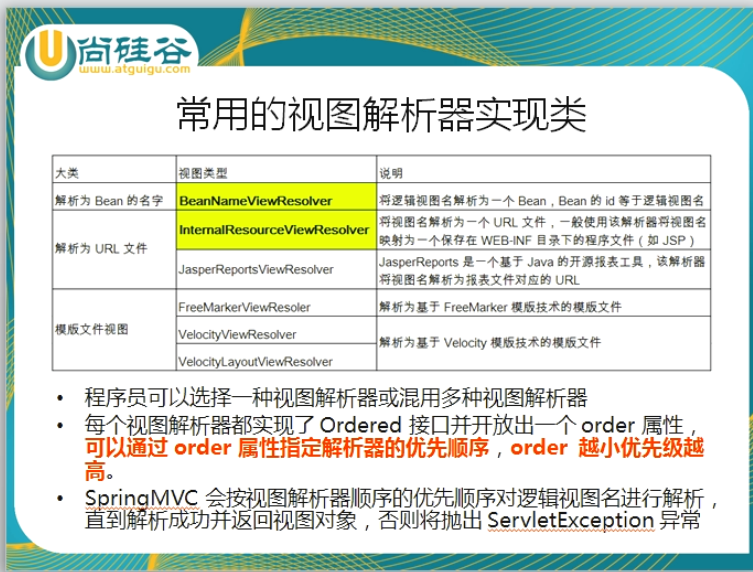 尚硅谷
www.atguigu.com
常用的视图解析器实现类
大类 视图类型 说明
解析为 Bean 的名字 BeanNameViewResolver 将逻辑视图名解析为一个 Bean，Bean 的 id 等于逻辑视图名
解析为 URL 文件 InternalResourceViewResolver 将视图名解析为一个 URL 文件，一般使用该解析器将视图名
映射为一个保存在 WEB-INF 目录下的程序文件（如 JSP）
JasperReportsViewResolver JasperReports 是一个基于 Java 的开源报表工具，该解析器
将视图名解析为报表文件对应的 URL
模版文件视图 FreeMarkerViewResoler 解析为基于 FreeMarker 模版技术的模版文件
VelocityViewResolver 解析为基于 Velocity 模版技术的模版文件
VelocityLayoutViewResolver
• 程序员可以选择一种视图解析器或混用多种视图解析器
• 每个视图解析器都实现了 Ordered 接口并开放出一个 order 属性，
可以通过 order 属性指定解析器的优先顺序，order 越小优先级越
高。
• SpringMVC 会按视图解析器顺序的优先顺序对逻辑视图名进行解析，
直到解析成功并返回视图对象，否则将抛出 ServletException 异常